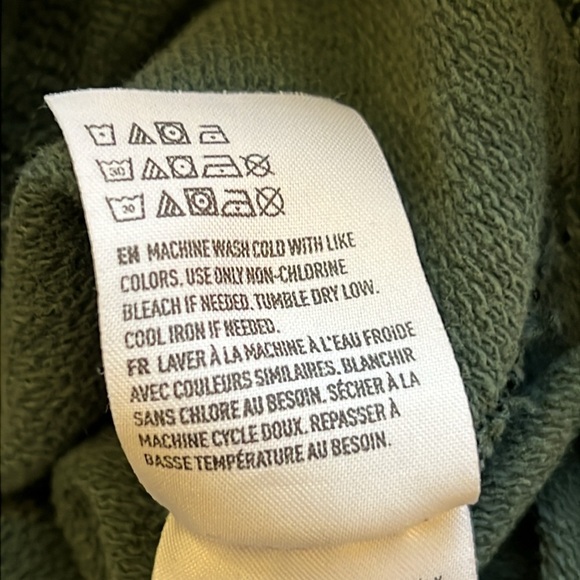 30
30
EN MACHINE WASH COLD WITH LIKE
COLORS. USE ONLY NON-CHLORINE
BLEACH IF NEEDED. TUMBLE DRY LOW.
COOL IRON IF NEEDED.
FR LAVER À LA MACHINE À L'EAU FROIDE
AVEC COULEURS SIMILAIRES. BLANCHIR
SANS CHLORE AU BESOIN. SÉCHER À LA
MACHINE CYCLE DOUX. REPASSER À
BASSE TEMPÉRATURE AU BESOIN.